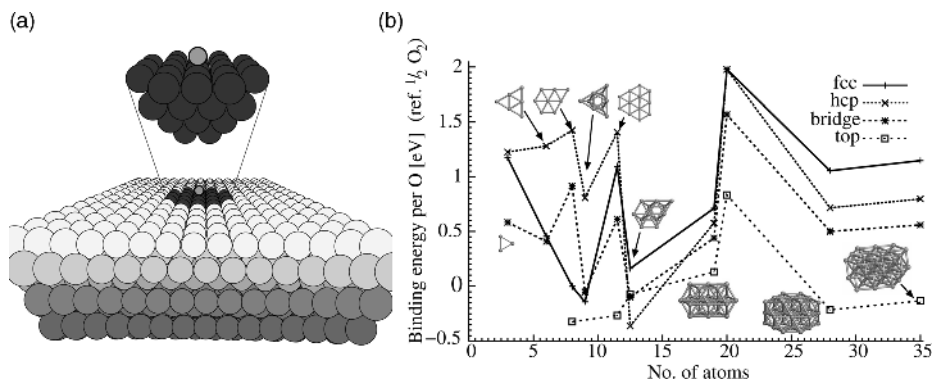 (a)
(b)
Binding energy per O [eV] (ref. 1/2 O2)
2
1.5
1
0.5
0
−0.5
fcc
hcp
bridge
top
0 5 10 15 20 25 30 35
No. of atoms